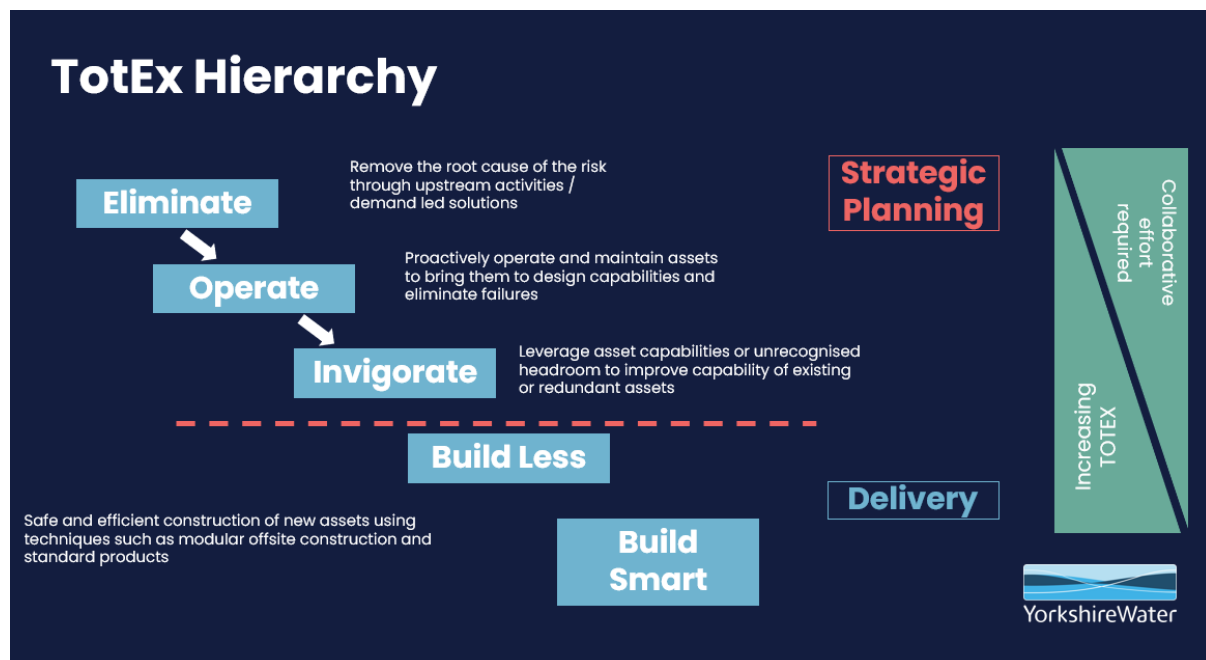 TotEx Hierarchy
Eliminate
Remove the root cause of the risk
through upstream activities /
demand led solutions
Operate
Proactively operate and maintain assets
to bring them to design capabilities and
eliminate failures
Invigorate
Leverage asset capabilities or unrecognised
headroom to improve capability of existing
or redundant assets
Build Less
Safe and efficient construction of new assets using
techniques such as modular offsite construction and
standard products
Build
Smart
Strategic
Planning
Delivery
Collaborative
effort
required
Increasing
TOTEX
YorkshireWater